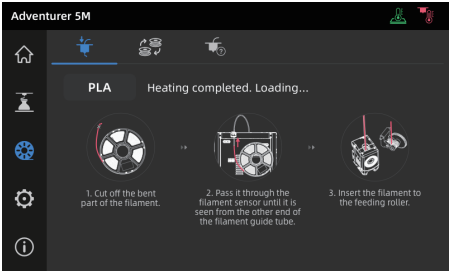 Adventurer 5M
PLA
Heating completed. Loading...
1. Cut off the bent
part of the filament.
2. Pass it through the
filament sensor until it is
seen from the other end of
the filament guide tube.
3. Insert the filament to
the feeding roller.